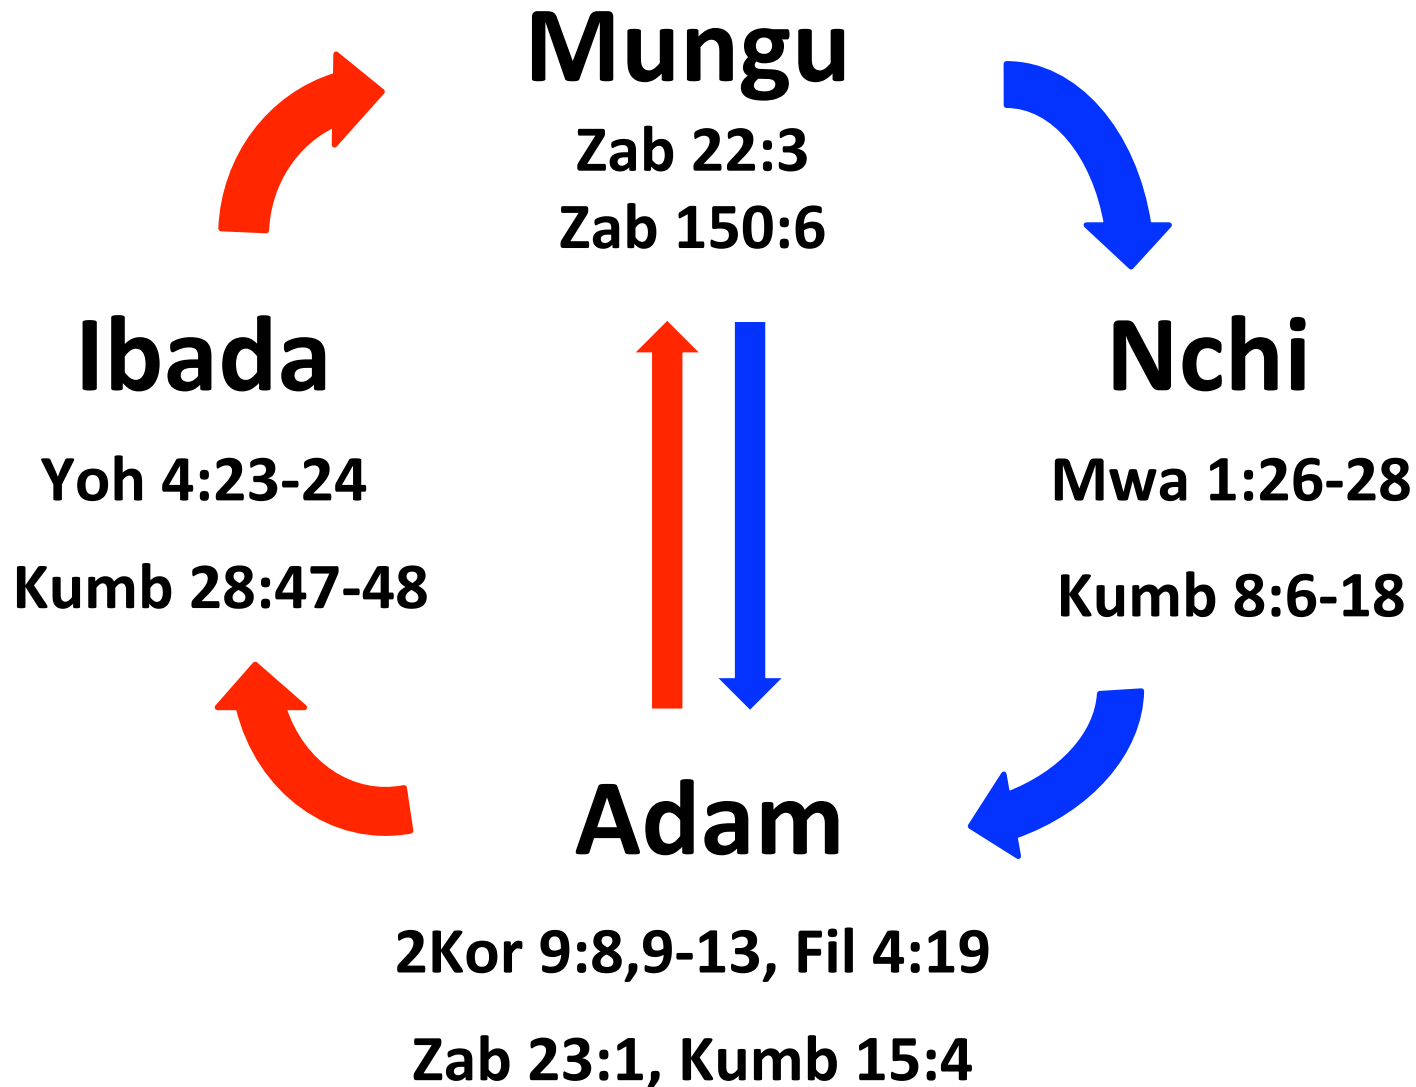 Mungu
Zab 22:3
Zab 150:6
Ibada
Yoh 4:23-24
Kumb 28:47-48
Nchi
Mwa 1:26-28
Kumb 8:6-18
Adam
2Kor 9:8,9-13, Fil 4:19
Zab 23:1, Kumb 15:4